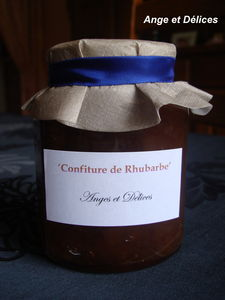 Ange et Délices
'Confiture de Rhubarbe'
Anges et Délices